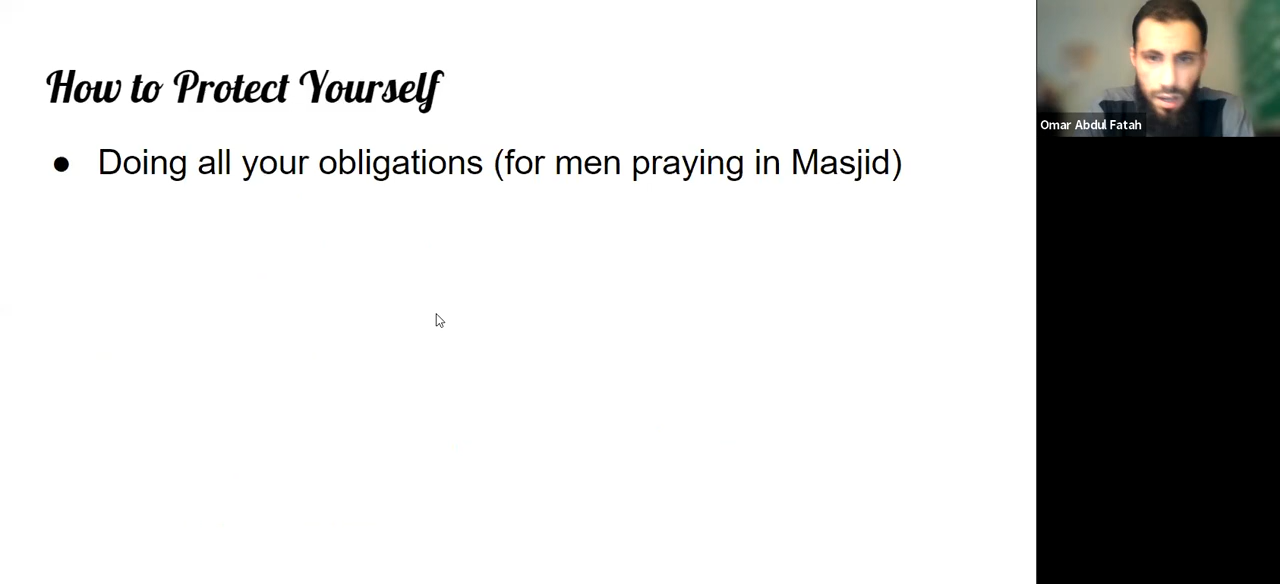 How to Protect Yourself
● Doing all your obligations (for men praying in Masjid)
Omar Abdul Fatah